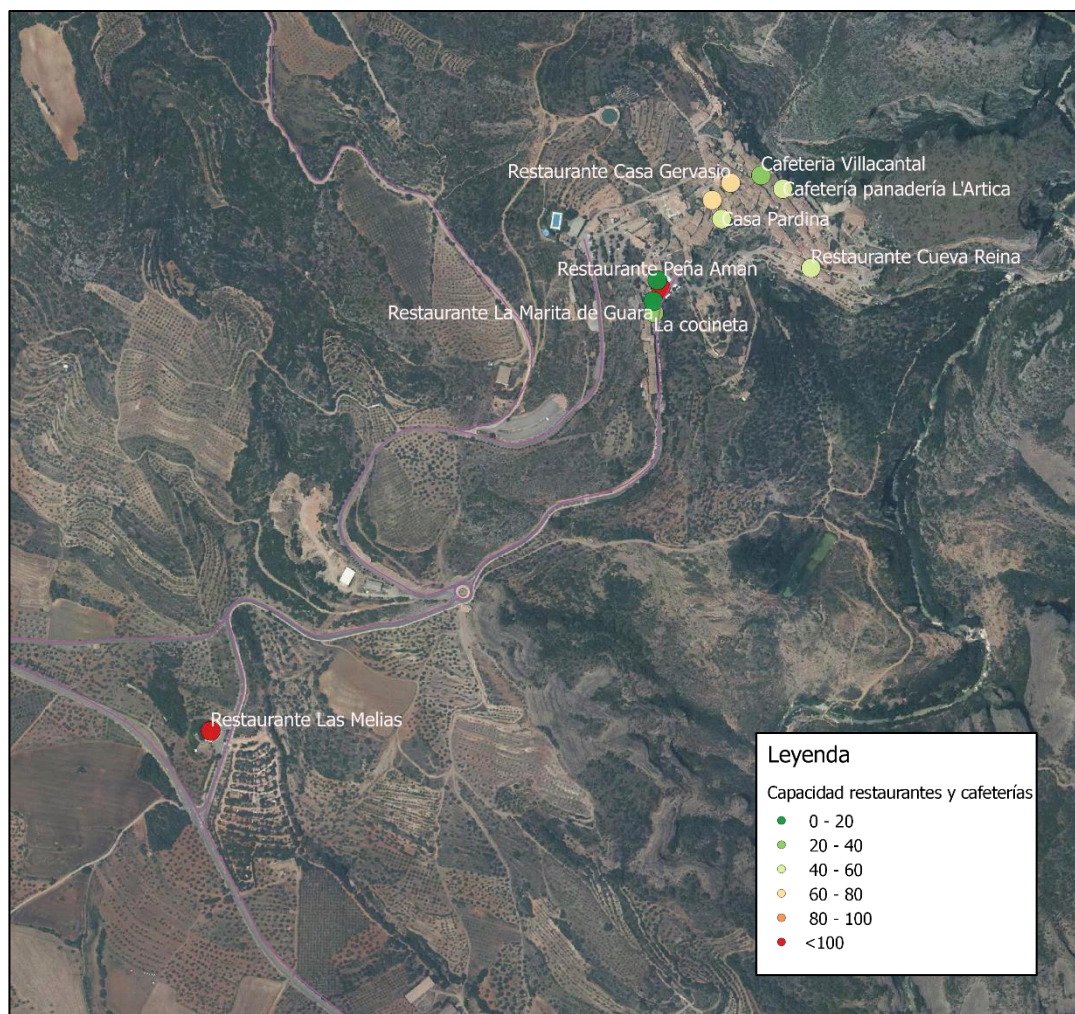 Cafeteria Villacantal
Restaurante Casa Gervasio
Cafetería panadería L'Artica
Casa Pardina
Restaurante Cueva Reina
Restaurante Peña Aman
Restaurante La Marita de Guara
La cocineta
Restaurante Las Melias
Leyenda
Capacidad restaurantes y cafeterías
0 - 20
20 - 40
40 - 60
60 - 80
80 - 100
<100